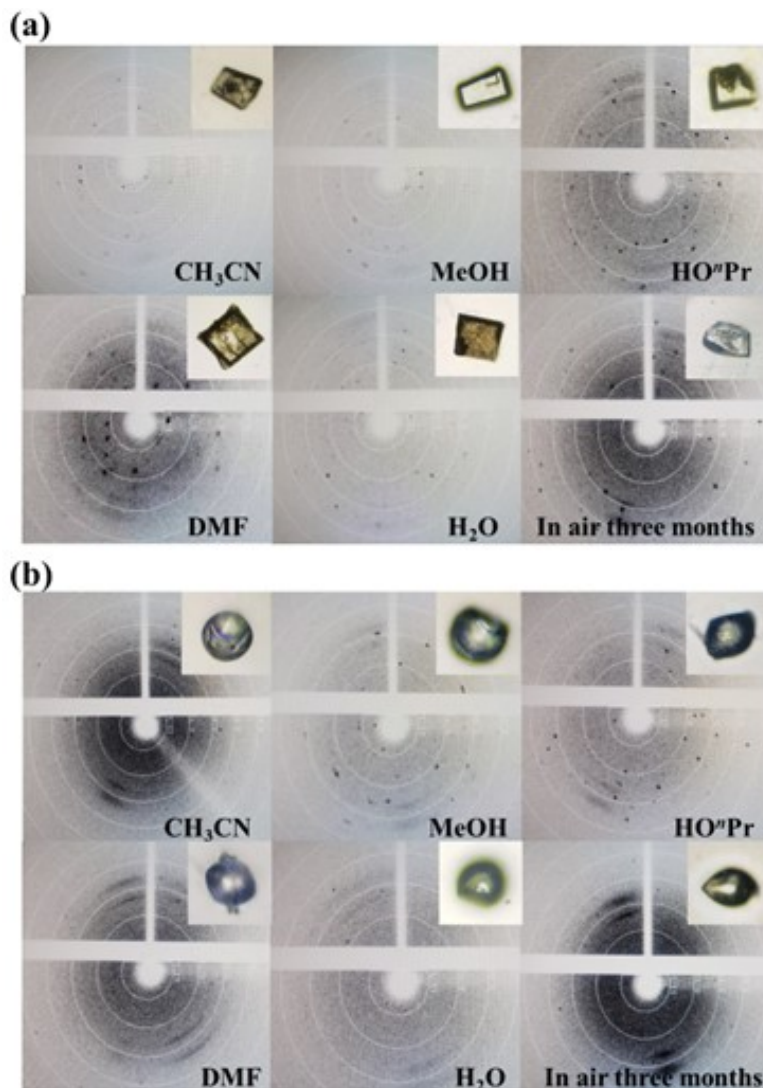 (a)
CH₃CN
MeOH
HOⁿPr
DMF
H₂O
In air three months
(b)
CH₃CN
MeOH
HOⁿPr
DMF
H₂O
In air three months